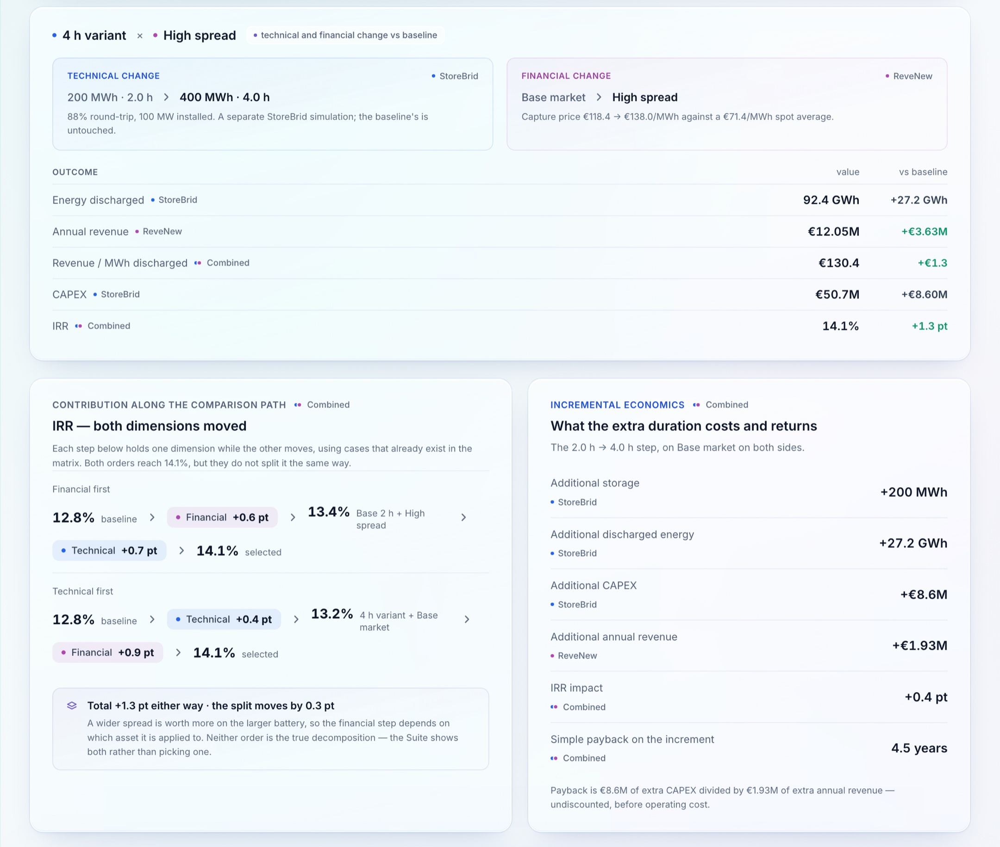 4 h variant × High spread technical and financial change vs baseline
TECHNICAL CHANGE StoreBrid
200 MWh · 2.0 h > 400 MWh · 4.0 h
88% round-trip, 100 MW installed. A separate StoreBrid simulation; the baseline's is
untouched.
FINANCIAL CHANGE ReveNew
Base market > High spread
Capture price €118.4 → €138.0/MWh against a €71.4/MWh spot average.
OUTCOME value vs baseline
Energy discharged StoreBrid 92.4 GWh +27.2 GWh
Annual revenue ReveNew €12.05M +€3.63M
Revenue / MWh discharged Combined €130.4 +€1.3
CAPEX StoreBrid €50.7M +€8.60M
IRR Combined 14.1% +1.3 pt
CONTRIBUTION ALONG THE COMPARISON PATH Combined
IRR — both dimensions moved
Each step below holds one dimension while the other moves, using cases that already exist in the
matrix. Both orders reach 14.1%, but they do not split it the same way.
Financial first
12.8% baseline > Financial +0.6 pt > 13.4% Base 2 h + High
spread >
Technical +0.7 pt > 14.1% selected
Technical first
12.8% baseline > Technical +0.4 pt > 13.2% 4 h variant + Base
market >
Financial +0.9 pt > 14.1% selected
Total +1.3 pt either way · the split moves by 0.3 pt
A wider spread is worth more on the larger battery, so the financial step depends on
which asset it is applied to. Neither order is the true decomposition — the Suite shows
both rather than picking one.
INCREMENTAL ECONOMICS Combined
What the extra duration costs and returns
The 2.0 h → 4.0 h step, on Base market on both sides.
Additional storage
StoreBrid
+200 MWh
Additional discharged energy
StoreBrid
+27.2 GWh
Additional CAPEX
StoreBrid
+€8.6M
Additional annual revenue
ReveNew
+€1.93M
IRR impact
Combined
+0.4 pt
Simple payback on the increment
Combined
4.5 years
Payback is €8.6M of extra CAPEX divided by €1.93M of extra annual revenue —
undiscounted, before operating cost.